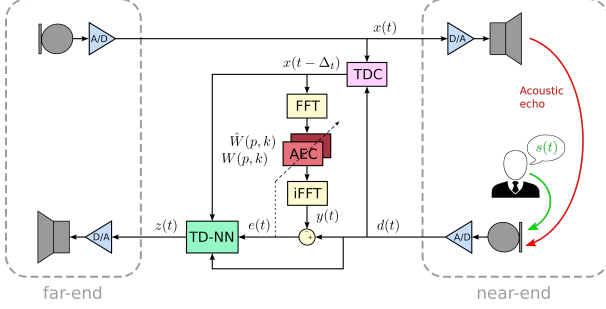 x(t)
A/D
D/A
x(t − Δₜ)
TDC
Acoustic
echo
FFT
Ŵ(p, k)
W(p, k)
AEC
s(t)
iFFT
y(t)
z(t)
e(t)
d(t)
D/A
TD-NN
A/D
far-end
near-end